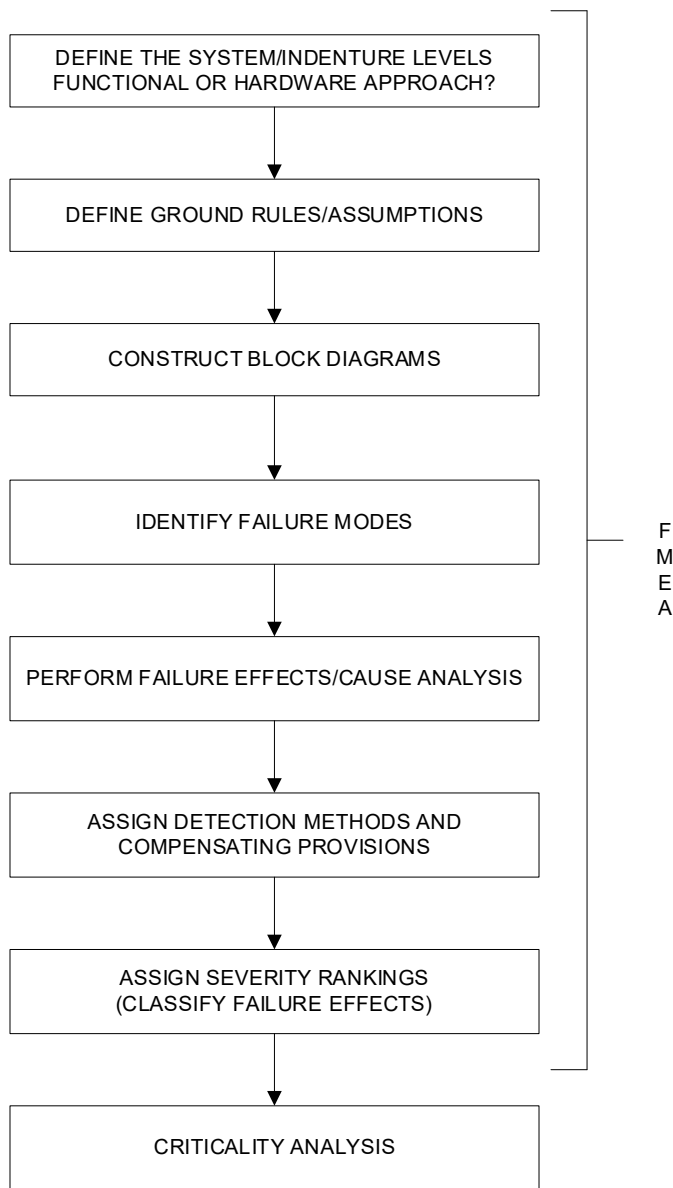 DEFINE THE SYSTEM/INDENTURE LEVELS
FUNCTIONAL OR HARDWARE APPROACH?
DEFINE GROUND RULES/ASSUMPTIONS
CONSTRUCT BLOCK DIAGRAMS
IDENTIFY FAILURE MODES
PERFORM FAILURE EFFECTS/CAUSE ANALYSIS
ASSIGN DETECTION METHODS AND
COMPENSATING PROVISIONS
ASSIGN SEVERITY RANKINGS
(CLASSIFY FAILURE EFFECTS)
CRITICALITY ANALYSIS
F
M
E
A